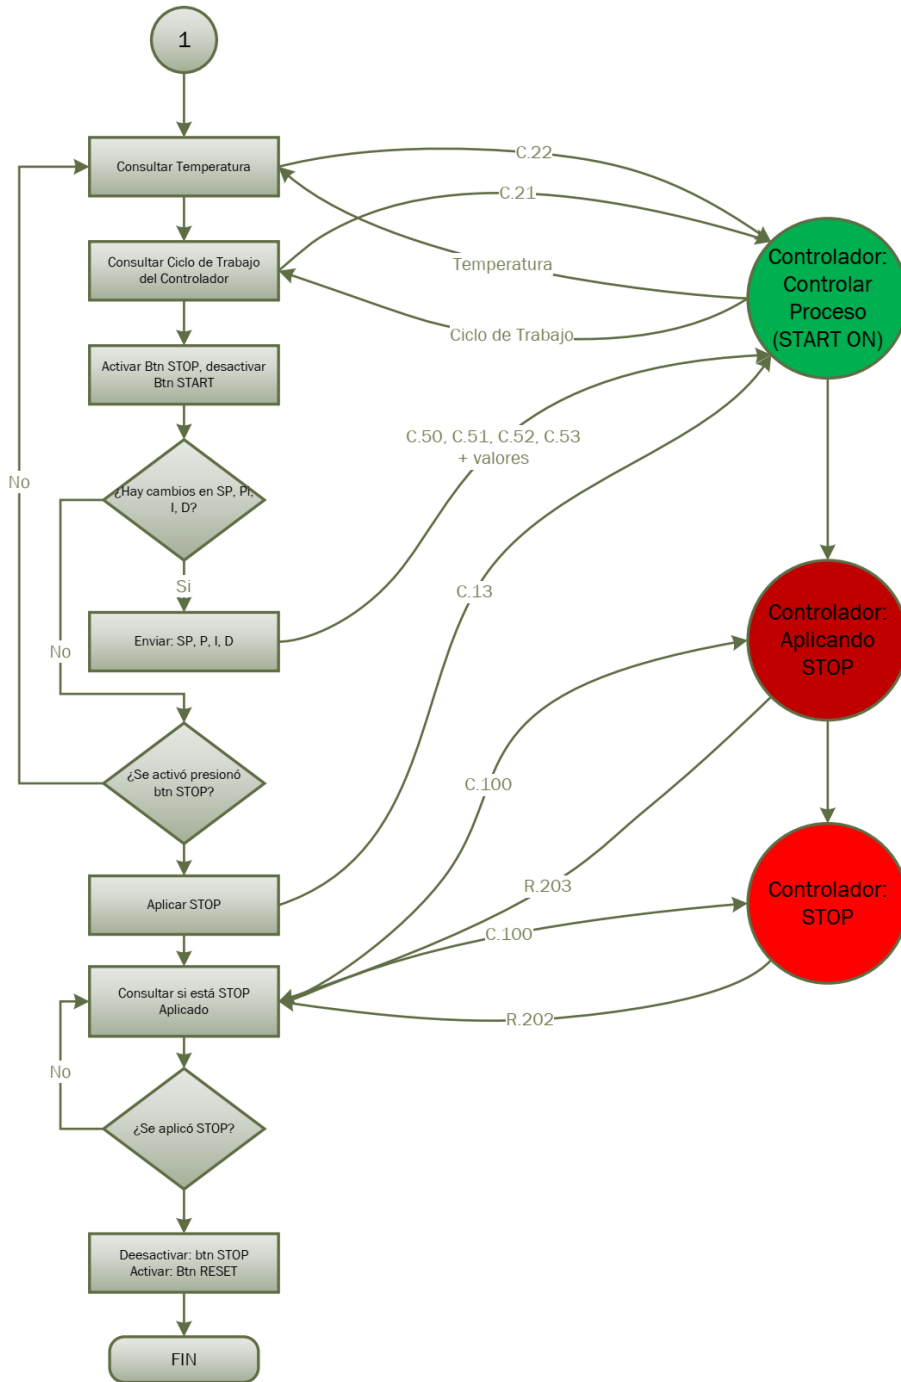 1
Consultar Temperatura
C.22
C.21
Controlador:
Controlar
Proceso
(START ON)
Consultar Ciclo de Trabajo
del Controlador
Temperatura
Ciclo de Trabajo
Activar Btn STOP, desactivar
Btn START
C.50, C.51, C.52, C.53
+ valores
No
¿Hay cambios en SP, PI,
I, D?
Si
C.13
Enviar: SP, P, I, D
No
Controlador:
Aplicando
STOP
¿Se activó presionó
btn STOP?
C.100
R.203
Aplicar STOP
Controlador:
STOP
C.100
Consultar si está STOP
Aplicado
R.202
No
¿Se aplicó STOP?
Deesactivar: btn STOP
Activar: Btn RESET
FIN